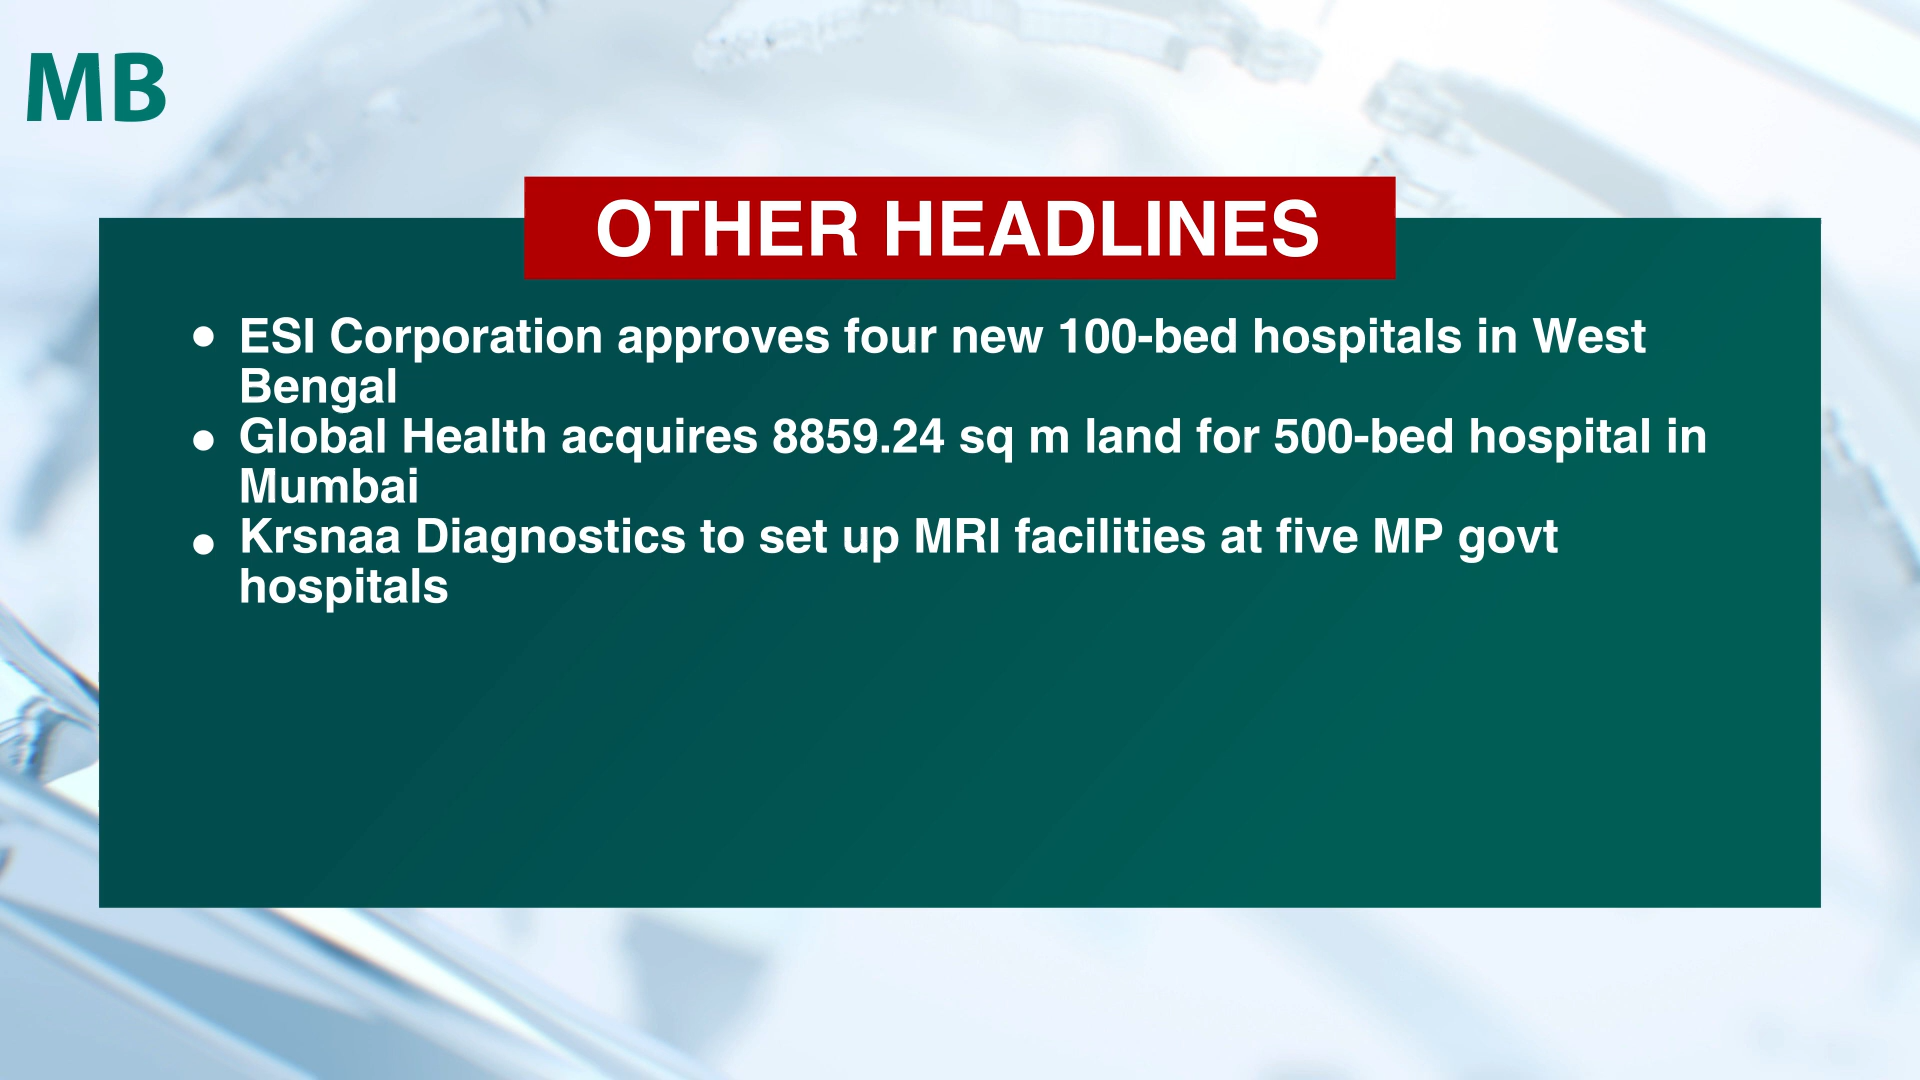 MB
OTHER HEADLINES
• ESI Corporation approves four new 100-bed hospitals in West
Bengal
• Global Health acquires 8859.24 sq m land for 500-bed hospital in
Mumbai
• Krsnaa Diagnostics to set up MRI facilities at five MP govt
hospitals